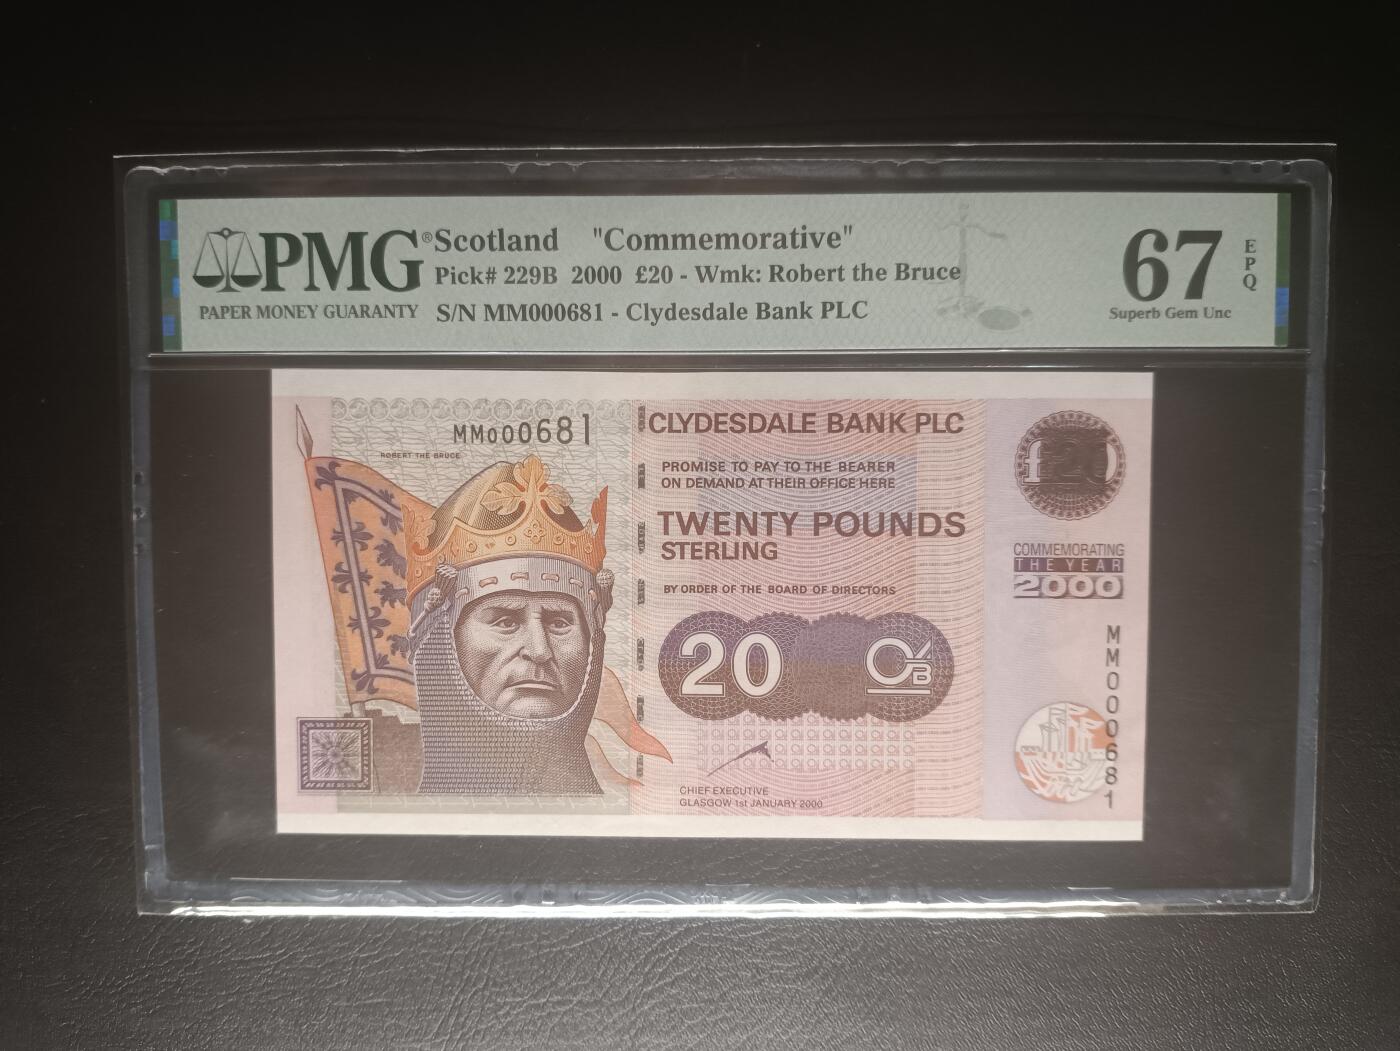 PMG®
PAPER MONEY GUARANTY
Scotland "Commemorative"
Pick# 229B 2000 £20 - Wmk: Robert the Bruce
S/N MM000681 - Clydesdale Bank PLC
67
EPQ
Superb Gem Unc
MM000681
ROBERT THE BRUCE
CLYDESDALE BANK PLC
PROMISE TO PAY TO THE BEARER
ON DEMAND AT THEIR OFFICE HERE
TWENTY POUNDS
STERLING
BY ORDER OF THE BOARD OF DIRECTORS
20 CB
CHIEF EXECUTIVE
GLASGOW 1st JANUARY 2000
£20
COMMEMORATING
THE YEAR
2000
MM000681